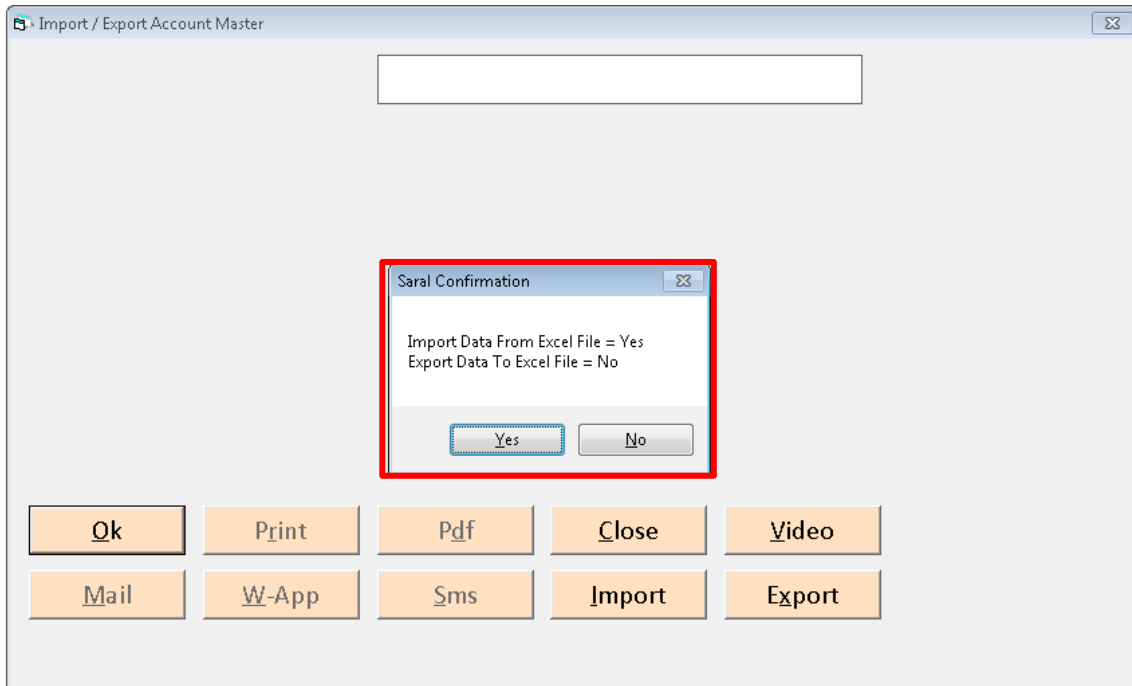 Import / Export Account Master
Saral Confirmation
Import Data From Excel File = Yes
Export Data To Excel File = No
Yes No
Ok Print Pdf Close Video
Mail W-App Sms Import Export